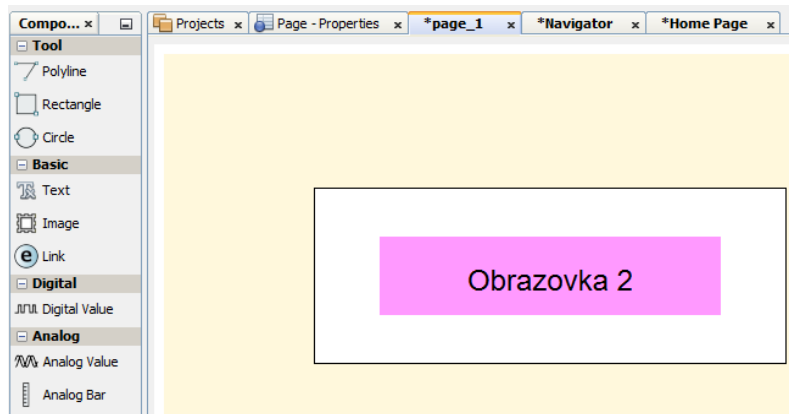 Compo...
Projects
Page - Properties
*page_1
*Navigator
*Home Page
Tool
Polyline
Rectangle
Circle
Basic
Text
Image
Link
Digital
Digital Value
Analog
Analog Value
Analog Bar
Obrazovka 2